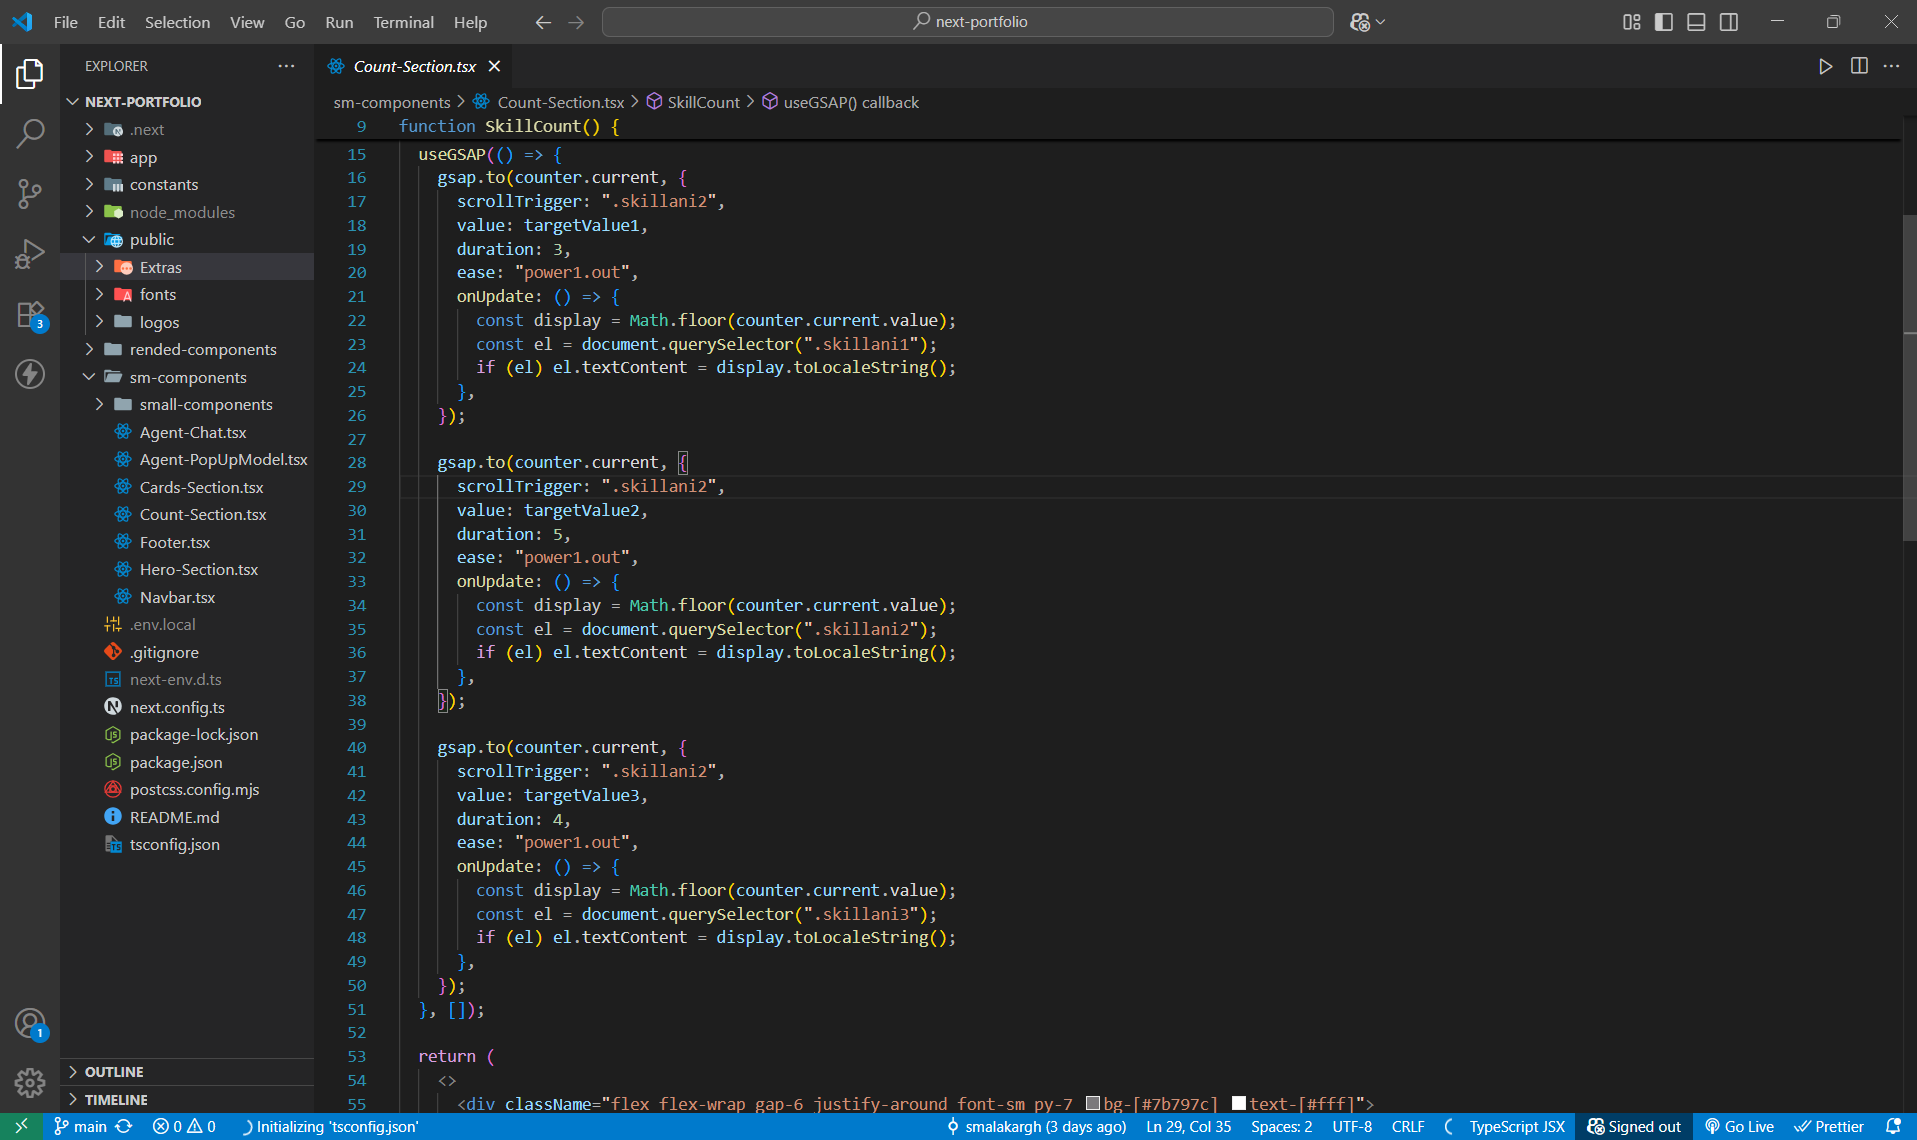 File Edit Selection View Go Run Terminal Help
next-portfolio
EXPLORER
NEXT-PORTFOLIO
.next
app
constants
node_modules
public
Extras
fonts
logos
rended-components
sm-components
small-components
Agent-Chat.tsx
Agent-PopUpModel.tsx
Cards-Section.tsx
Count-Section.tsx
Footer.tsx
Hero-Section.tsx
Navbar.tsx
.env.local
.gitignore
next-env.d.ts
next.config.ts
package-lock.json
package.json
postcss.config.mjs
README.md
tsconfig.json
OUTLINE
TIMELINE
3
1
Count-Section.tsx
sm-components > Count-Section.tsx > SkillCount > useGSAP() callback
9 function SkillCount() {
15 useGSAP(() => {
16 gsap.to(counter.current, {
17 scrollTrigger: ".skillani2",
18 value: targetValue1,
19 duration: 3,
20 ease: "power1.out",
21 onUpdate: () => {
22 const display = Math.floor(counter.current.value);
23 const el = document.querySelector(".skillani1");
24 if (el) el.textContent = display.toLocaleString();
25 },
26 });
27
28 gsap.to(counter.current, {
29 scrollTrigger: ".skillani2",
30 value: targetValue2,
31 duration: 5,
32 ease: "power1.out",
33 onUpdate: () => {
34 const display = Math.floor(counter.current.value);
35 const el = document.querySelector(".skillani2");
36 if (el) el.textContent = display.toLocaleString();
37 },
38 });
39
40 gsap.to(counter.current, {
41 scrollTrigger: ".skillani2",
42 value: targetValue3,
43 duration: 4,
44 ease: "power1.out",
45 onUpdate: () => {
46 const display = Math.floor(counter.current.value);
47 const el = document.querySelector(".skillani3");
48 if (el) el.textContent = display.toLocaleString();
49 },
50 });
51 }, []);
52
53 return (
54 <>
55 <div className="flex flex-wrap gap-6 justify-around font-sm py-7 bg-[#7b797c] text-[#fff]">
main 0 0 Initializing 'tsconfig.json' smalakargh (3 days ago) Ln 29, Col 35 Spaces: 2 UTF-8 CRLF TypeScript JSX Signed out Go Live Prettier